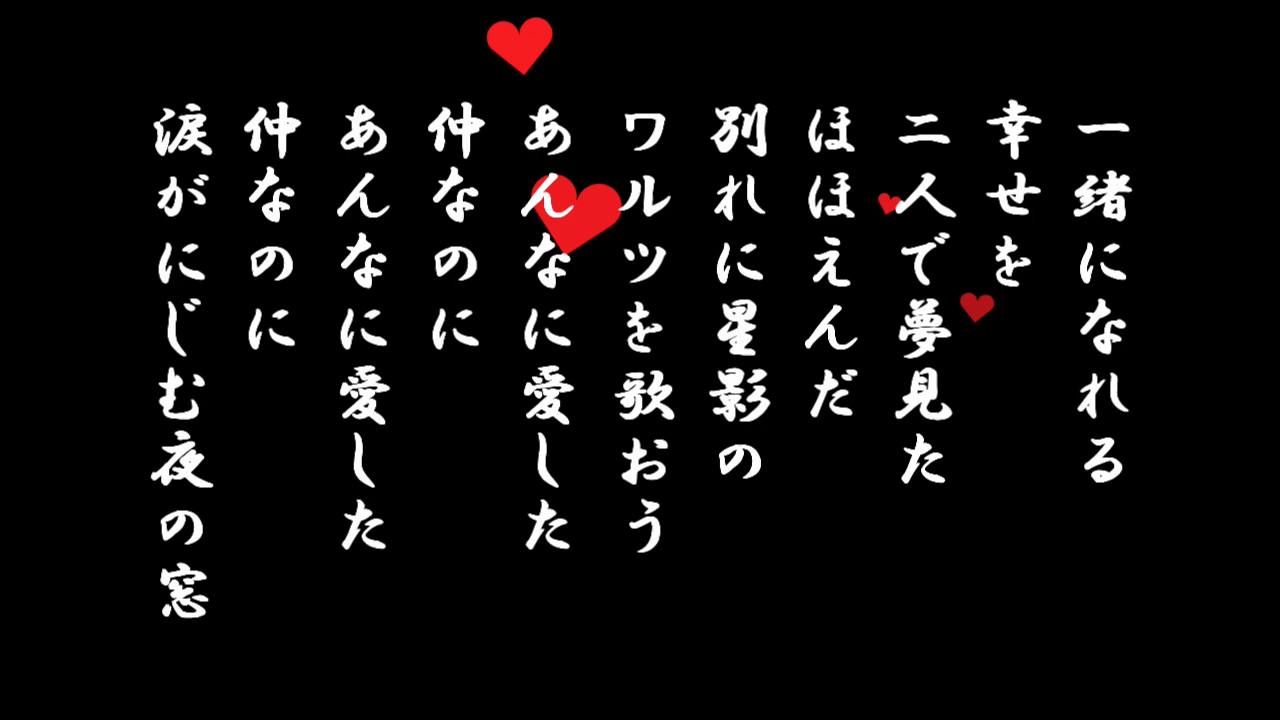 一緒になれる
幸せを
二人で夢見た
ほほえんだ
別れに星影の
ワルツを歌おう
あんなに愛した
仲なのに
あんなに愛した
仲なのに
涙がにじむ夜の窓